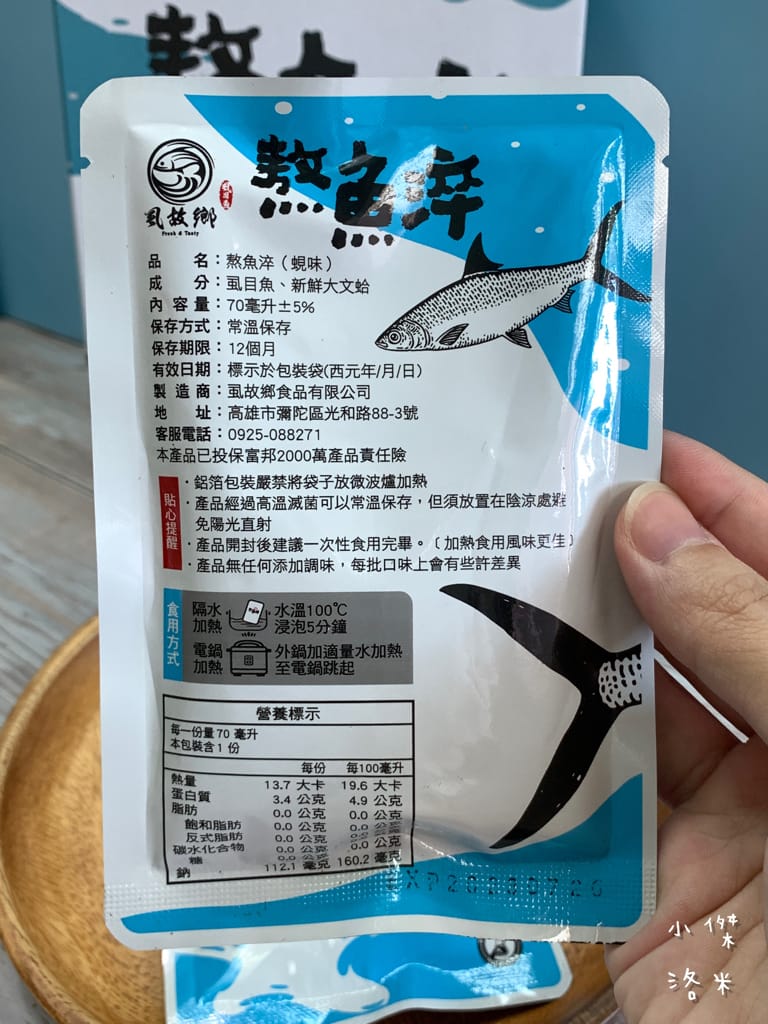 熬魚淬
虱故鄉
Fresh & Tasty
品名：熬魚淬（蜆味）
成分：虱目魚、新鮮大文蛤
內容量：70毫升±5%
保存方式：常溫保存
保存期限：12個月
有效日期：標示於包裝袋(西元年/月/日)
製造商：虱故鄉食品有限公司
地址：高雄市彌陀區光和路88-3號
客服電話：0925-088271
本產品已投保富邦2000萬產品責任險
貼心提醒
・鋁箔包裝嚴禁將袋子放微波爐加熱
・產品經過高溫滅菌可以常溫保存，但須放置在陰涼處避
免陽光直射
・產品開封後建議一次性食用完畢。〔加熱食用風味更佳〕
・產品無任何添加調味，每批口味上會有些許差異
食用方式
隔水加熱 水溫100℃
浸泡5分鐘
電鍋加熱 外鍋加適量水加熱
至電鍋跳起
營養標示
每一份量 70 毫升
本包裝含 1 份
每份 每100毫升
熱量 13.7 大卡 19.6 大卡
蛋白質 3.4 公克 4.9 公克
脂肪 0.0 公克 0.0 公克
飽和脂肪 0.0 公克 0.0 公克
反式脂肪 0.0 公克 0.0 公克
碳水化合物 0.0 公克 0.0 公克
糖 0.0 公克 0.0 公克
鈉 112.1 毫克 160.2 毫克
小傑
洛米